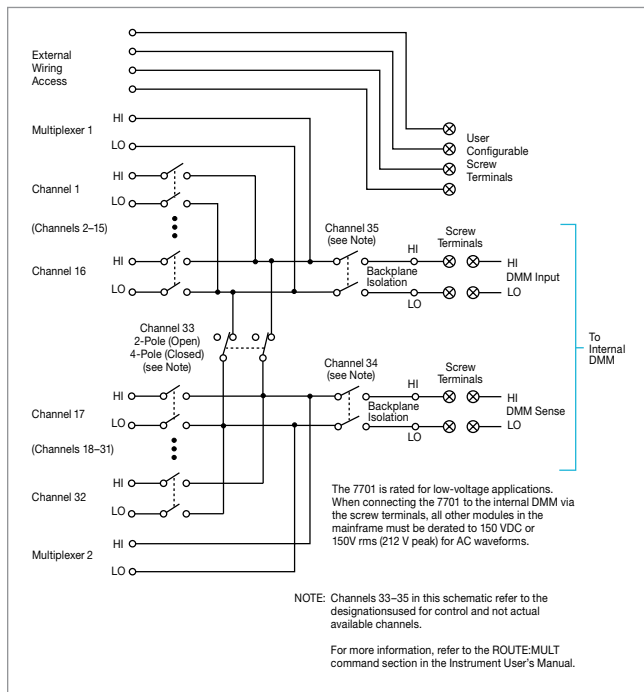 External
Wiring
Access
Multiplexer 1
HI
LO
User
Configurable
Screw
Terminals
Channel 1
HI
LO
(Channels 2–15)
Channel 16
HI
LO
Channel 35
(see Note)
HI
Backplane
Isolation
LO
Screw
Terminals
HI
DMM Input
LO
To
Internal
DMM
Channel 33
2-Pole (Open)
4-Pole (Closed)
(see Note)
Channel 34
(see Note)
HI
Backplane
Isolation
LO
Screw
Terminals
HI
DMM Sense
LO
Channel 17
HI
LO
(Channels 18–31)
Channel 32
HI
LO
Multiplexer 2
HI
LO
The 7701 is rated for low-voltage applications.
When connecting the 7701 to the internal DMM via
the screw terminals, all other modules in the
mainframe must be derated to 150 VDC or
150V rms (212 V peak) for AC waveforms.
NOTE: Channels 33–35 in this schematic refer to the
designationsused for control and not actual
available channels.
For more information, refer to the ROUTE:MULT
command section in the Instrument User's Manual.